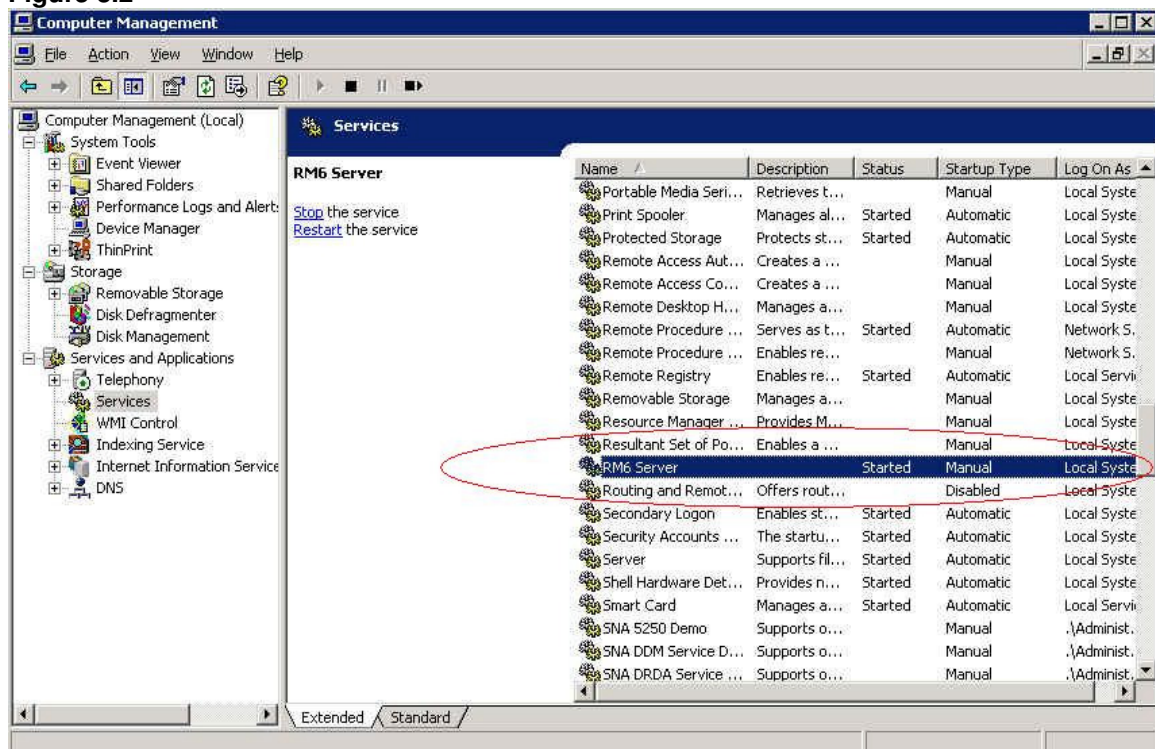 Computer Management
File Action View Window Help
Computer Management (Local)
System Tools
Event Viewer
Shared Folders
Performance Logs and Alert:
Device Manager
ThinPrint
Storage
Removable Storage
Disk Defragmenter
Disk Management
Services and Applications
Telephony
Services
WMI Control
Indexing Service
Internet Information Service
DNS
Services
RM6 Server
Stop the service
Restart the service
Name Description Status Startup Type Log On As
Portable Media Seri... Retrieves t... Manual Local Syste
Print Spooler Manages al... Started Automatic Local Syste
Protected Storage Protects st... Started Automatic Local Syste
Remote Access Aut... Creates a ... Manual Local Syste
Remote Access Co... Creates a ... Manual Local Syste
Remote Desktop H... Manages a... Manual Local Syste
Remote Procedure ... Serves as t... Started Automatic Network S.
Remote Procedure ... Enables re... Manual Network S.
Remote Registry Enables re... Started Automatic Local Servi
Removable Storage Manages a... Manual Local Syste
Resource Manager ... Provides M... Manual Local Syste
Resultant Set of Po... Enables a ... Manual Local Syste
RM6 Server Started Manual Local Syste
Routing and Remot... Offers rout... Disabled Local Syste
Secondary Logon Enables st... Started Automatic Local Syste
Security Accounts ... The startu... Started Automatic Local Syste
Server Supports fil... Started Automatic Local Syste
Shell Hardware Det... Provides n... Started Automatic Local Syste
Smart Card Manages a... Started Automatic Local Servi
SNA 5250 Demo Supports o... Manual .\Administ.
SNA DDM Service D... Supports o... Manual .\Administ.
SNA DRDA Service ... Supports o... Manual .\Administ.
Extended Standard